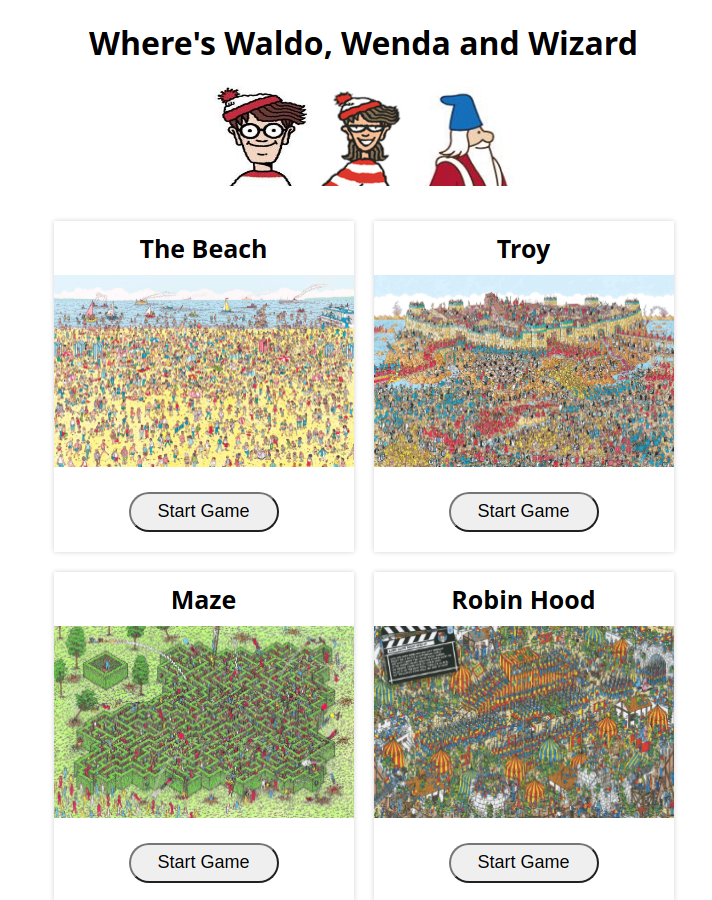 Where's Waldo, Wenda and Wizard
The Beach
Troy
Start Game
Start Game
Maze
Robin Hood
Start Game
Start Game